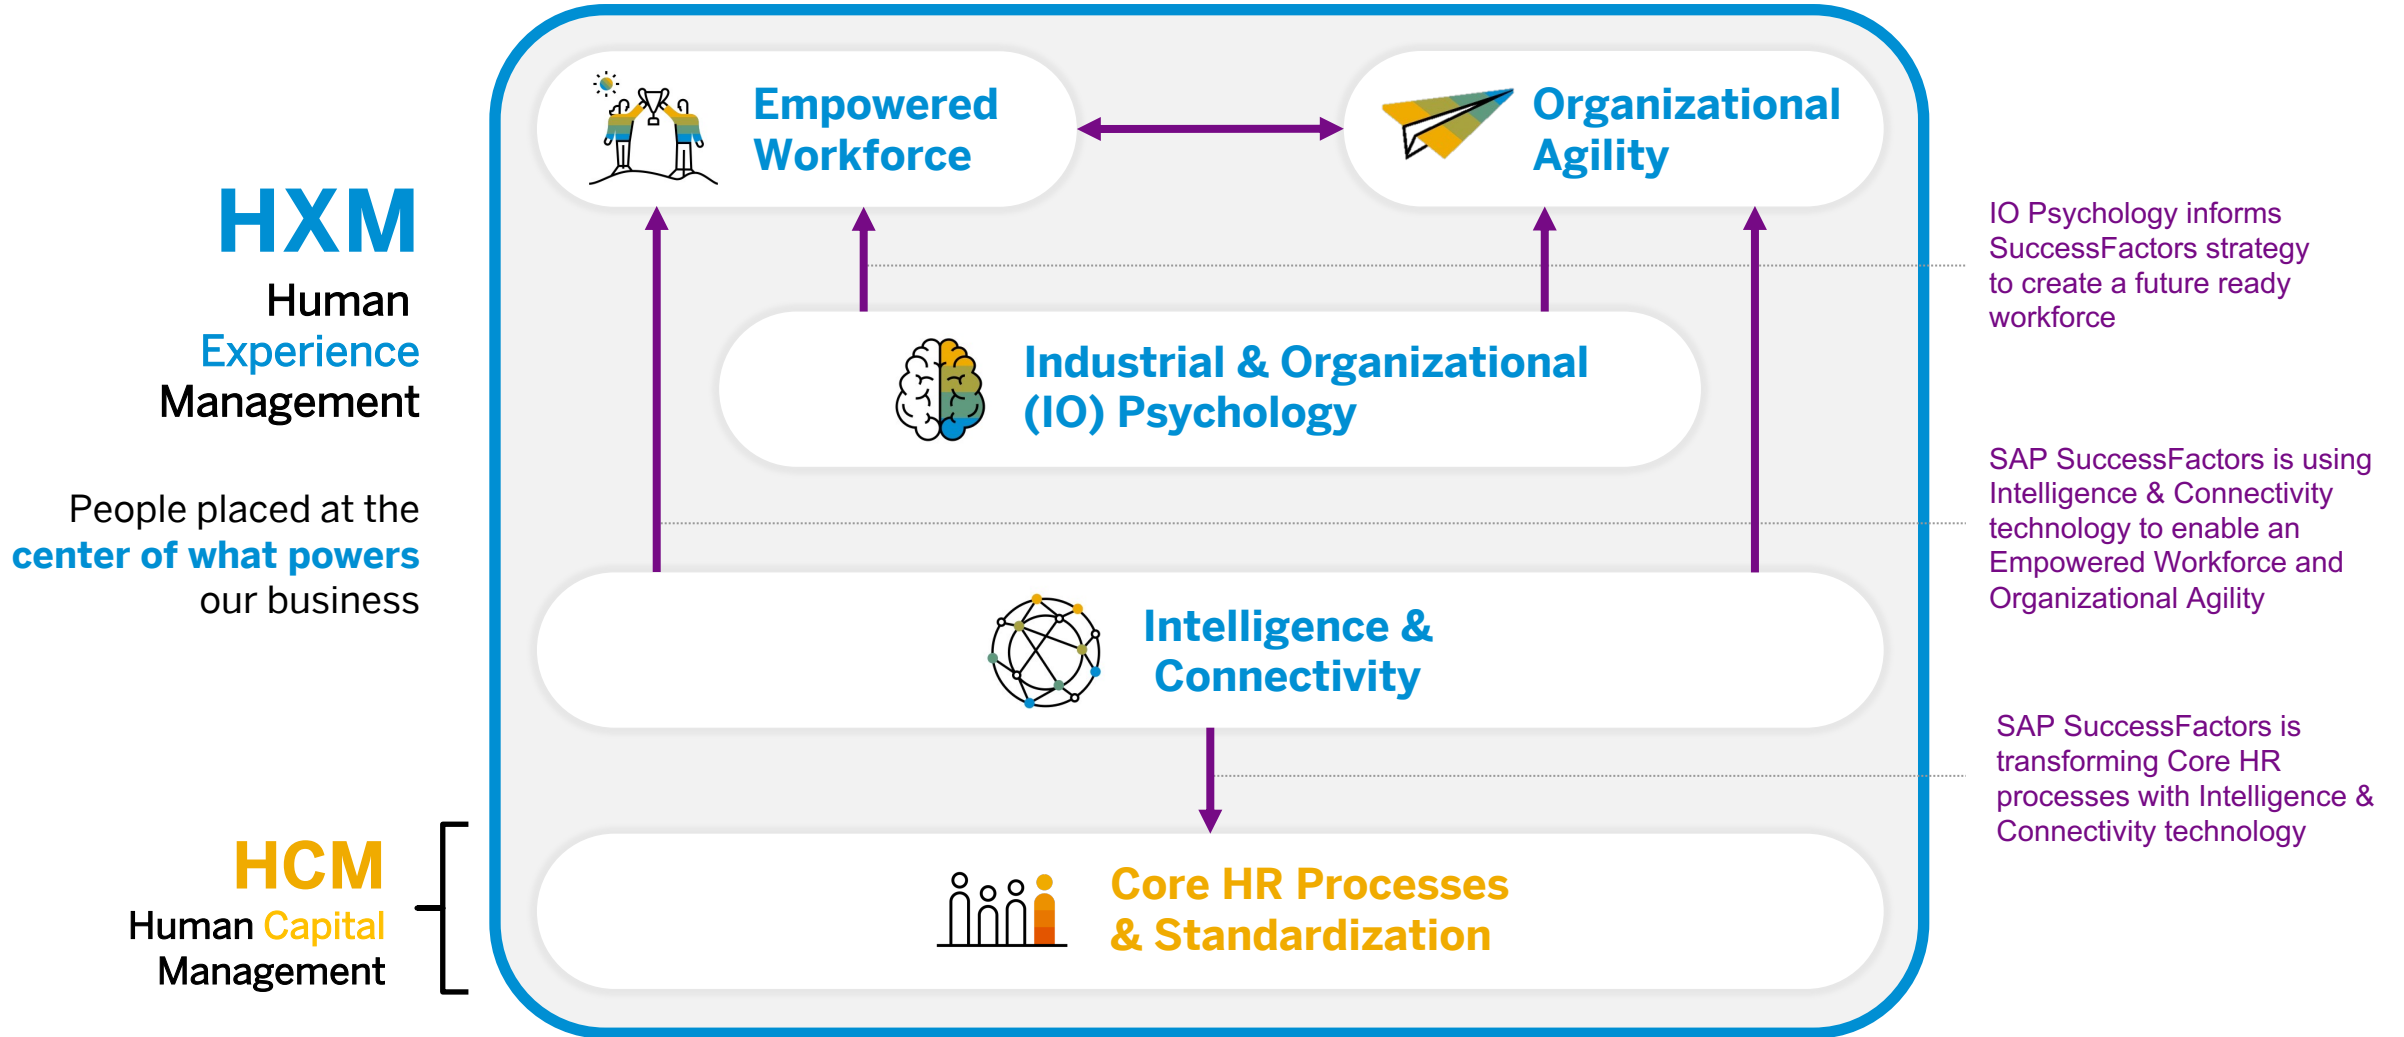 HXM
Human
Experience
Management
People placed at the
center of what powers
our business
HCM
Human Capital
Management
Empowered
Workforce
Organizational
Agility
Industrial & Organizational
(IO) Psychology
Intelligence &
Connectivity
Core HR Processes
& Standardization
IO Psychology informs
SuccessFactors strategy
to create a future ready
workforce
SAP SuccessFactors is using
Intelligence & Connectivity
technology to enable an
Empowered Workforce and
Organizational Agility
SAP SuccessFactors is
transforming Core HR
processes with Intelligence &
Connectivity technology